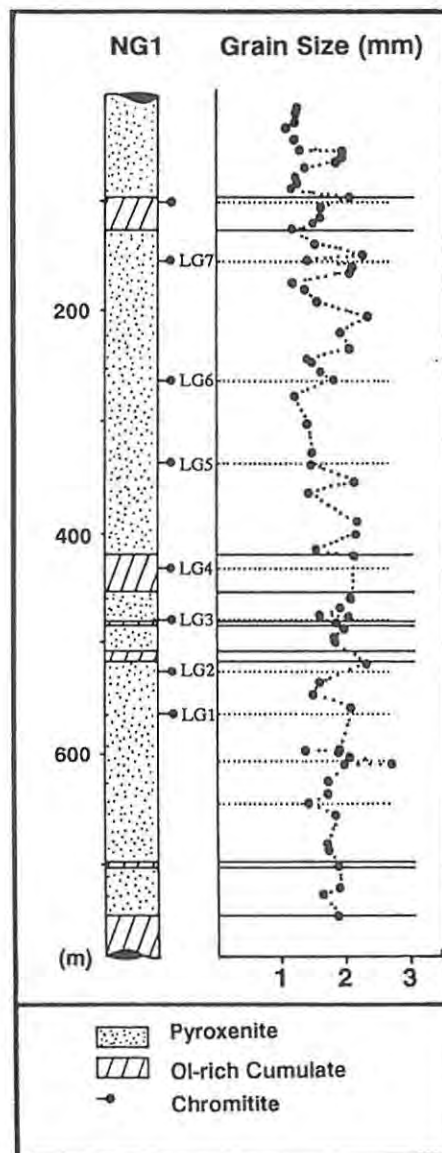 NG1 Grain Size (mm)
LG7
200
LG6
LG5
400
LG4
LG3
LG2
LG1
600
(m)
1 2 3
Pyroxenite
Ol-rich Cumulate
Chromitite